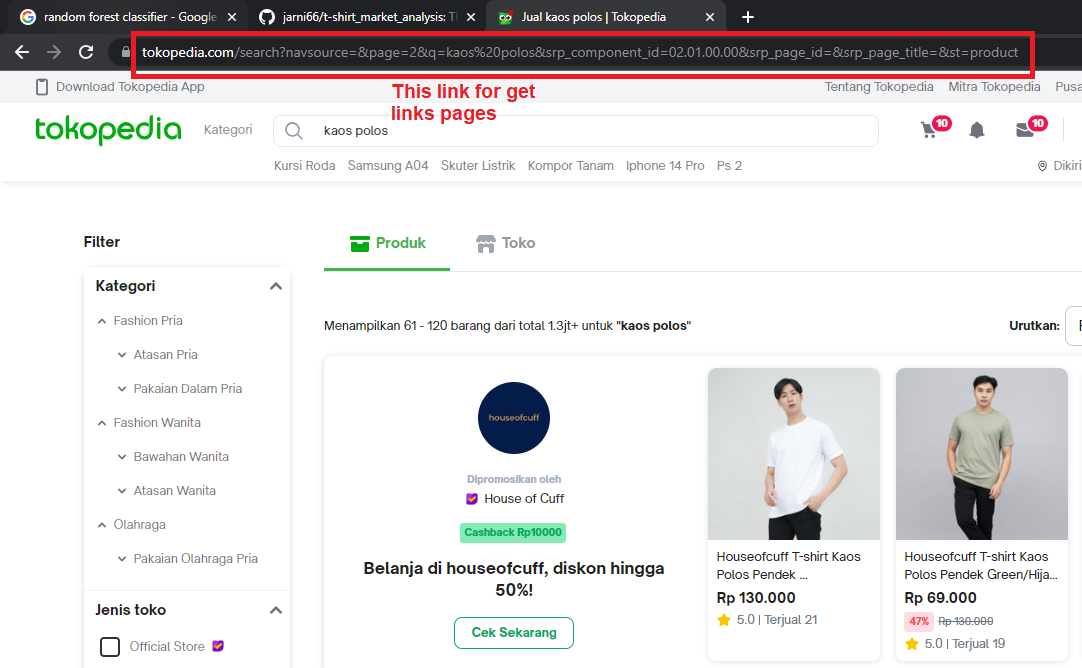 random forest classifier - Google
jarni66/t-shirt_market_analysis: Th
Jual kaos polos | Tokopedia
tokopedia.com/search?navsource=&page=2&q=kaos%20polos&srp_component_id=02.01.00.00&srp_page_id=&srp_page_title=&st=product
This link for get
links pages
Download Tokopedia App
Tentang Tokopedia
Mitra Tokopedia
Pusa
tokopedia
Kategori
kaos polos
10
10
Kursi Roda
Samsung A04
Skuter Listrik
Kompor Tanam
Iphone 14 Pro
Ps 2
Dikiri
Filter
Produk
Toko
Kategori
Fashion Pria
Atasan Pria
Pakaian Dalam Pria
Fashion Wanita
Bawahan Wanita
Atasan Wanita
Olahraga
Pakaian Olahraga Pria
Jenis toko
Official Store
Menampilkan 61 - 120 barang dari total 1.3jt+ untuk "kaos polos"
Urutkan:
houseofcuff
Dipromosikan oleh
House of Cuff
Cashback Rp10000
Belanja di houseofcuff, diskon hingga
50%!
Cek Sekarang
Houseofcuff T-shirt Kaos
Polos Pendek ...
Rp 130.000
5.0 | Terjual 21
Houseofcuff T-shirt Kaos
Polos Pendek Green/Hija...
Rp 69.000
47% Rp 130.000
5.0 | Terjual 19